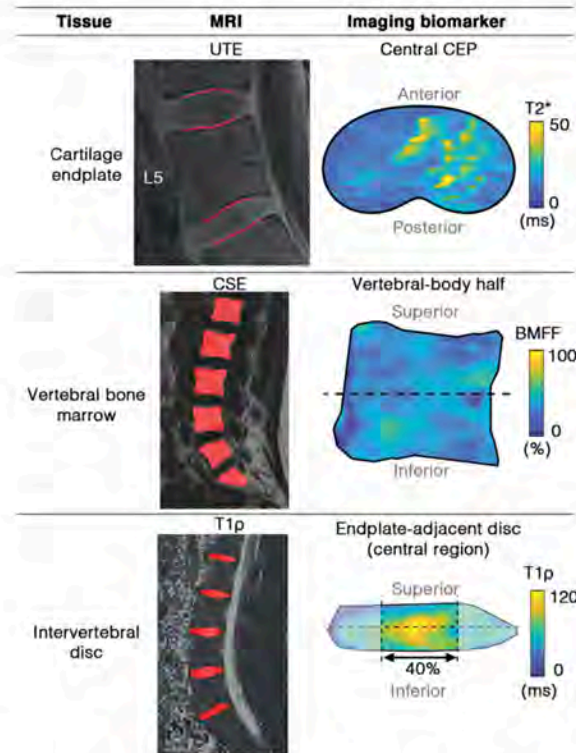 Tissue MRI Imaging biomarker
UTE Central CEP
Anterior
T2*
50
Cartilage
endplate
L5
0
(ms)
Posterior
CSE Vertebral-body half
Superior
BMFF
100
Vertebral bone
marrow
0
(%)
Inferior
T1ρ Endplate-adjacent disc
(central region)
T1ρ
Superior
120
Intervertebral
disc
40%
0
Inferior
(ms)